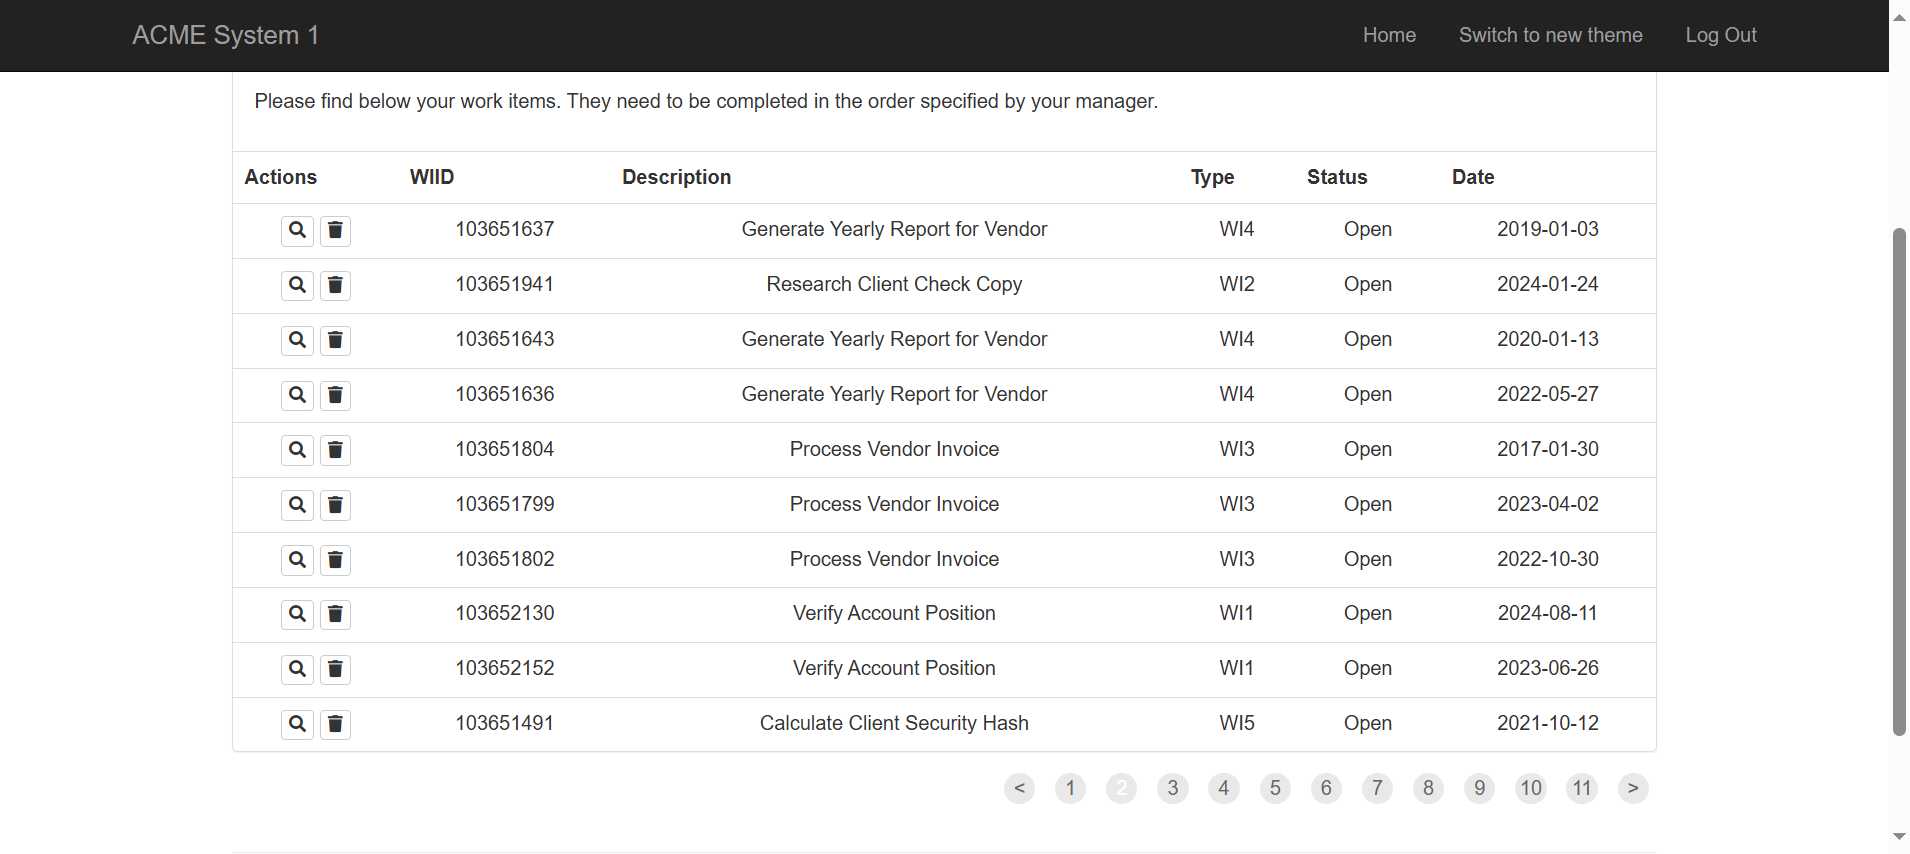 ACME System 1 Home Switch to new theme Log Out
Please find below your work items. They need to be completed in the order specified by your manager.
Actions WIID Description Type Status Date
103651637 Generate Yearly Report for Vendor WI4 Open 2019-01-03
103651941 Research Client Check Copy WI2 Open 2024-01-24
103651643 Generate Yearly Report for Vendor WI4 Open 2020-01-13
103651636 Generate Yearly Report for Vendor WI4 Open 2022-05-27
103651804 Process Vendor Invoice WI3 Open 2017-01-30
103651799 Process Vendor Invoice WI3 Open 2023-04-02
103651802 Process Vendor Invoice WI3 Open 2022-10-30
103652130 Verify Account Position WI1 Open 2024-08-11
103652152 Verify Account Position WI1 Open 2023-06-26
103651491 Calculate Client Security Hash WI5 Open 2021-10-12
< 1 2 3 4 5 6 7 8 9 10 11 >